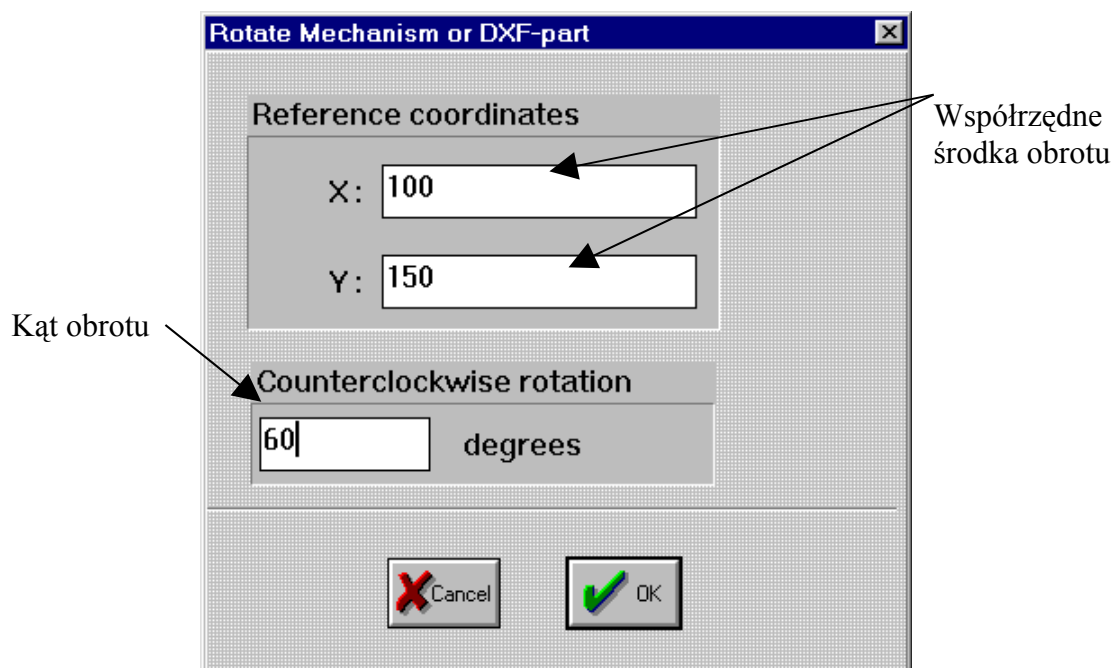 Rotate Mechanism or DXF-part
Reference coordinates
X: 100
Y: 150
Współrzędne
środka obrotu
Kąt obrotu
Counterclockwise rotation
60 degrees
Cancel
OK